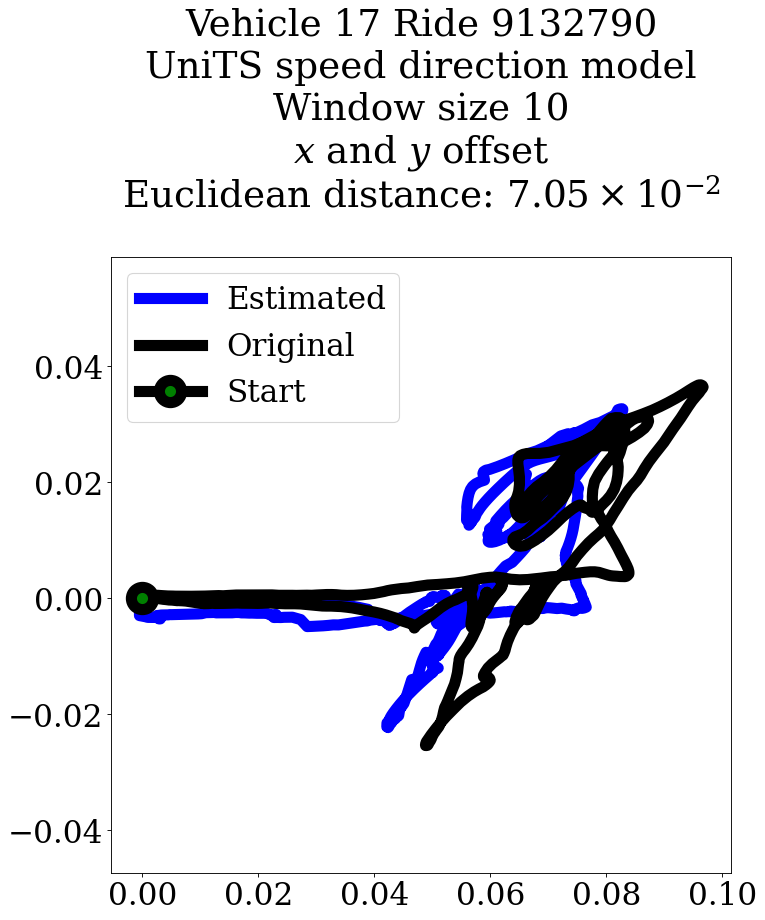 Vehicle 17 Ride 9132790
UniTS speed direction model
Window size 10
x and y offset
Euclidean distance: 7.05 × 10⁻²
Estimated
Original
Start
0.04
0.02
0.00
−0.02
−0.04
0.00 0.02 0.04 0.06 0.08 0.10